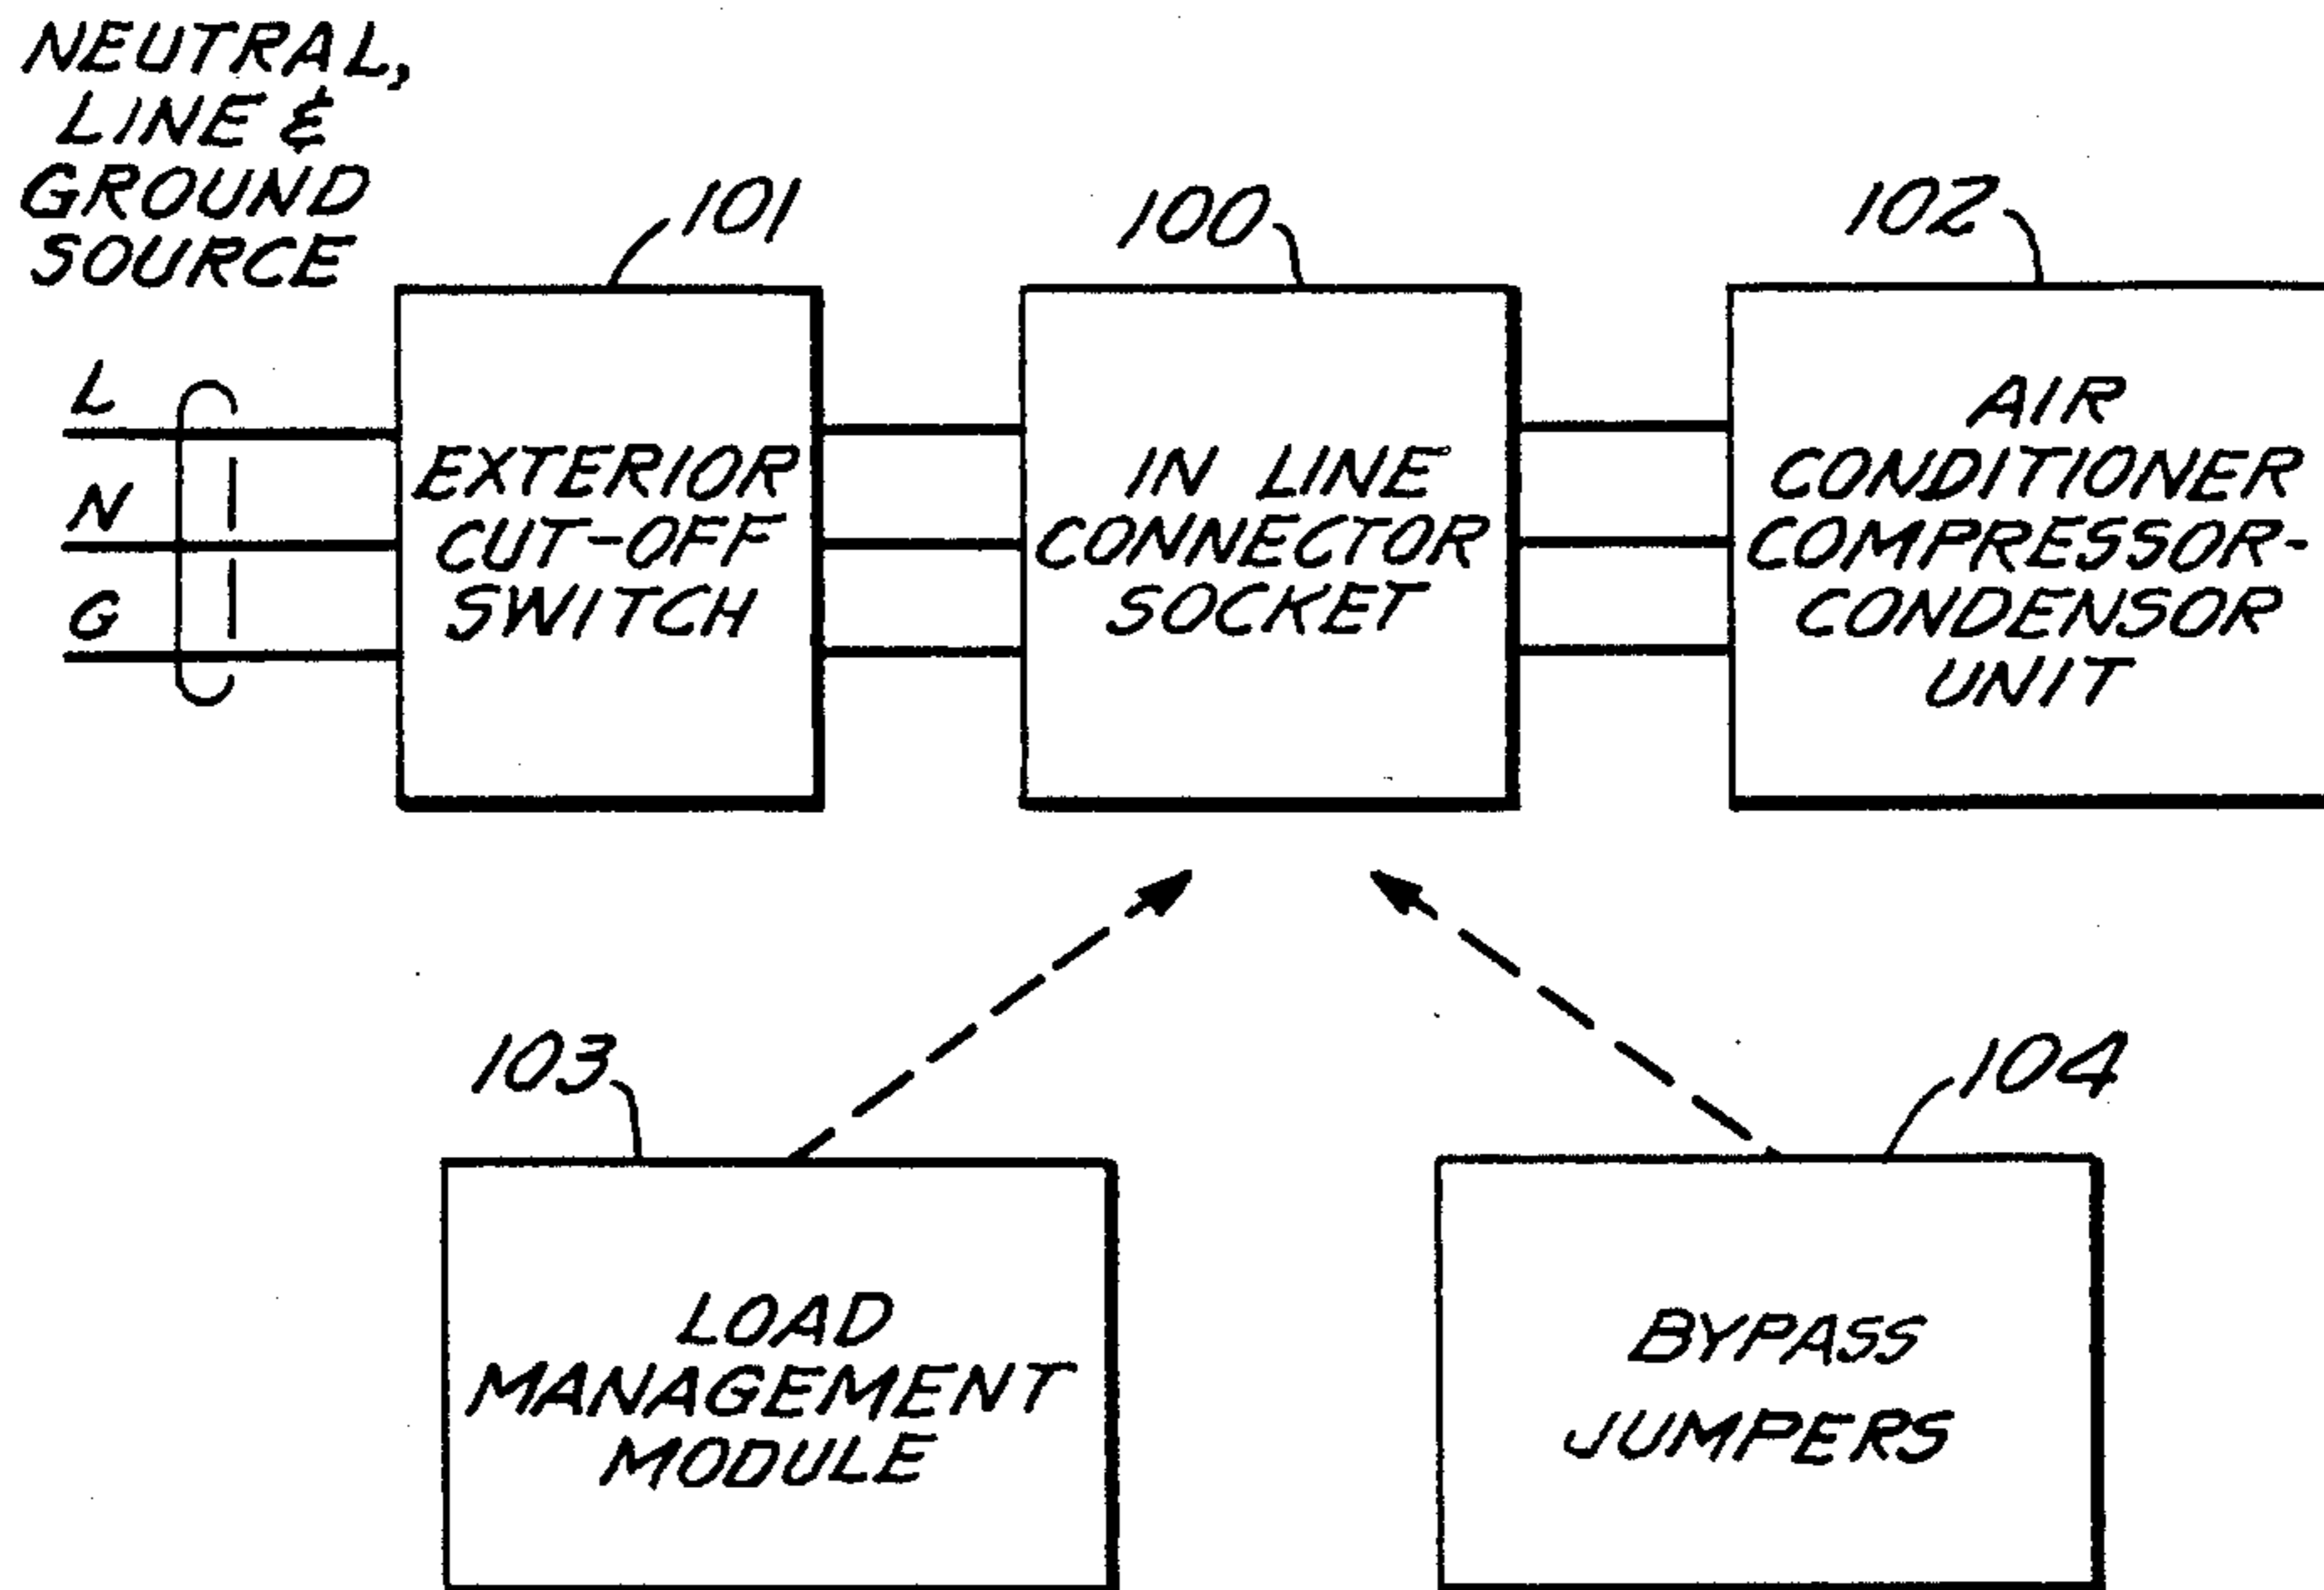 NEUTRAL,
LINE &
GROUND
SOURCE
101
100
102
L
N
G
EXTERIOR
CUT-OFF
SWITCH
IN LINE
CONNECTOR
SOCKET
AIR
CONDITIONER
COMPRESSOR-
CONDENSOR
UNIT
103
104
LOAD
MANAGEMENT
MODULE
BYPASS
JUMPERS